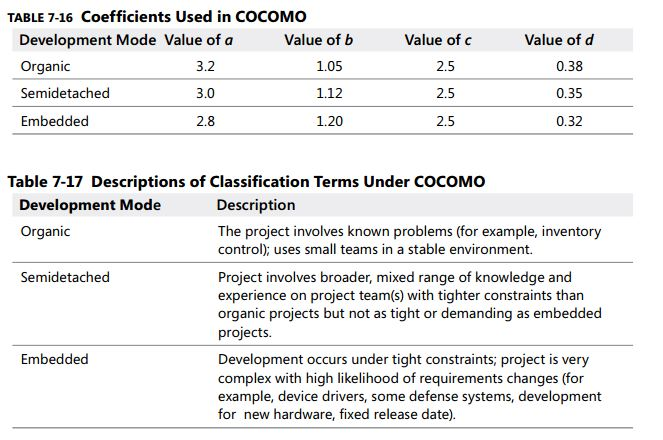 TABLE 7-16 Coefficients Used in COCOMO
Development Mode Value of a Value of b Value of c Value of d
Organic 3.2 1.05 2.5 0.38
Semidetached 3.0 1.12 2.5 0.35
Embedded 2.8 1.20 2.5 0.32
Table 7-17 Descriptions of Classification Terms Under COCOMO
Development Mode Description
Organic The project involves known problems (for example, inventory
control); uses small teams in a stable environment.
Semidetached Project involves broader, mixed range of knowledge and
experience on project team(s) with tighter constraints than
organic projects but not as tight or demanding as embedded
projects.
Embedded Development occurs under tight constraints; project is very
complex with high likelihood of requirements changes (for
example, device drivers, some defense systems, development
for new hardware, fixed release date).